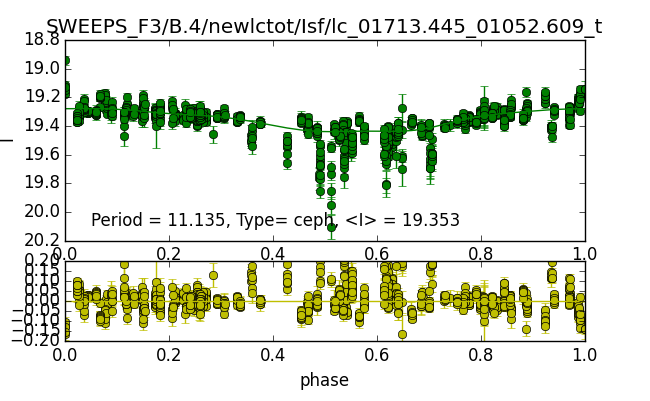 SWEEPS_F3/B.4/newlctot/Isf/lc_01713.445_01052.609_t
18.8
19.0
19.2
19.4
19.6
19.8
20.0
20.2
I
Period = 11.135, Type= ceph, <I> = 19.353
0.0 0.2 0.4 0.6 0.8 1.0
0.20
0.15
0.10
0.05
0.00
−0.05
−0.10
−0.15
−0.20
0.0 0.2 0.4 0.6 0.8 1.0
phase